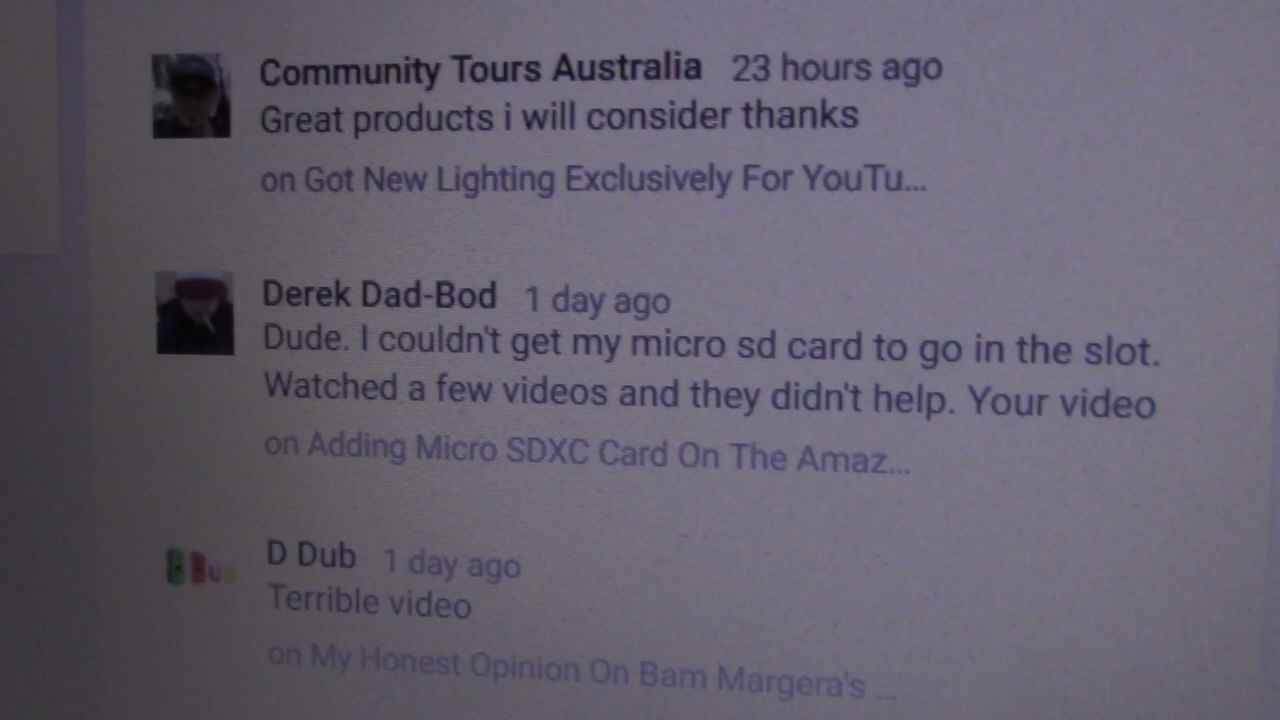 Community Tours Australia 23 hours ago
Great products i will consider thanks
on Got New Lighting Exclusively For YouTu...
Derek Dad-Bod 1 day ago
Dude. I couldn't get my micro sd card to go in the slot.
Watched a few videos and they didn't help. Your video
on Adding Micro SDXC Card On The Amaz...
D Dub 1 day ago
Terrible video
on My Honest Opinion On Bam Margera's ...